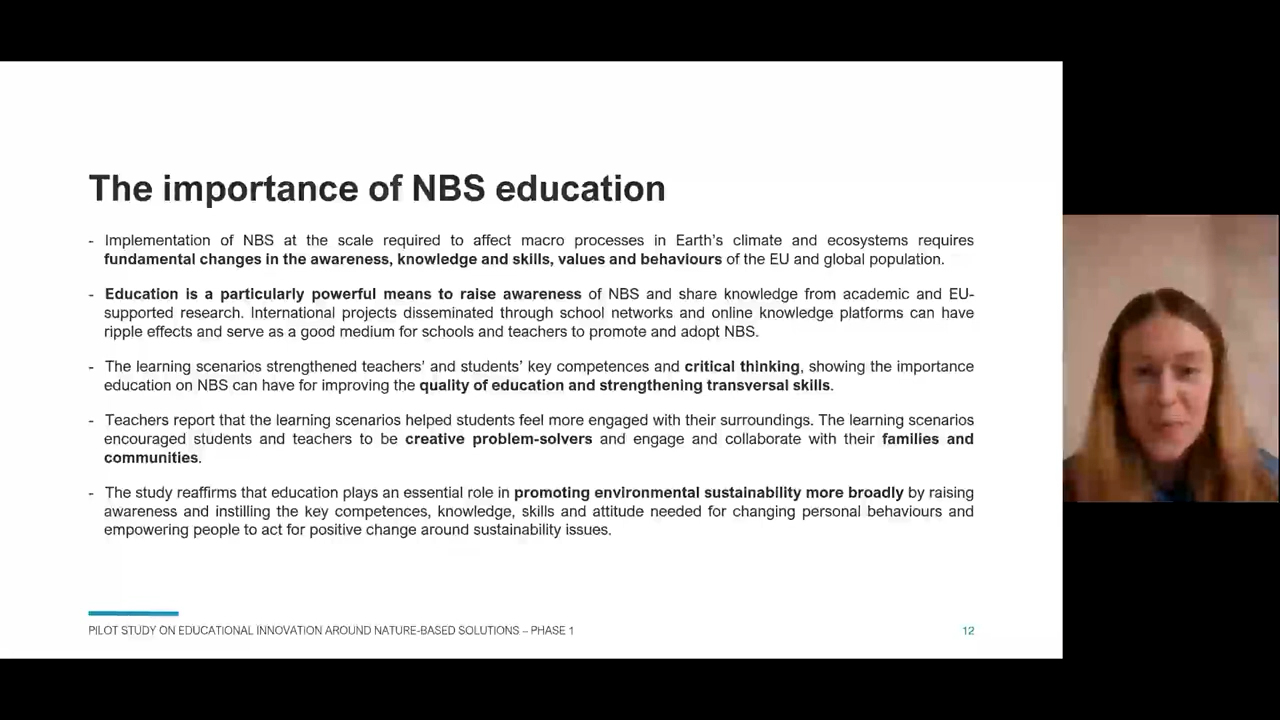 The importance of NBS education
- Implementation of NBS at the scale required to affect macro processes in Earth's climate and ecosystems requires
fundamental changes in the awareness, knowledge and skills, values and behaviours of the EU and global population.
- Education is a particularly powerful means to raise awareness of NBS and share knowledge from academic and EU-
supported research. International projects disseminated through school networks and online knowledge platforms can have
ripple effects and serve as a good medium for schools and teachers to promote and adopt NBS.
- The learning scenarios strengthened teachers' and students' key competences and critical thinking, showing the importance
education on NBS can have for improving the quality of education and strengthening transversal skills.
- Teachers report that the learning scenarios helped students feel more engaged with their surroundings. The learning scenarios
encouraged students and teachers to be creative problem-solvers and engage and collaborate with their families and
communities.
- The study reaffirms that education plays an essential role in promoting environmental sustainability more broadly by raising
awareness and instilling the key competences, knowledge, skills and attitude needed for changing personal behaviours and
empowering people to act for positive change around sustainability issues.
PILOT STUDY ON EDUCATIONAL INNOVATION AROUND NATURE-BASED SOLUTIONS – PHASE 1
12